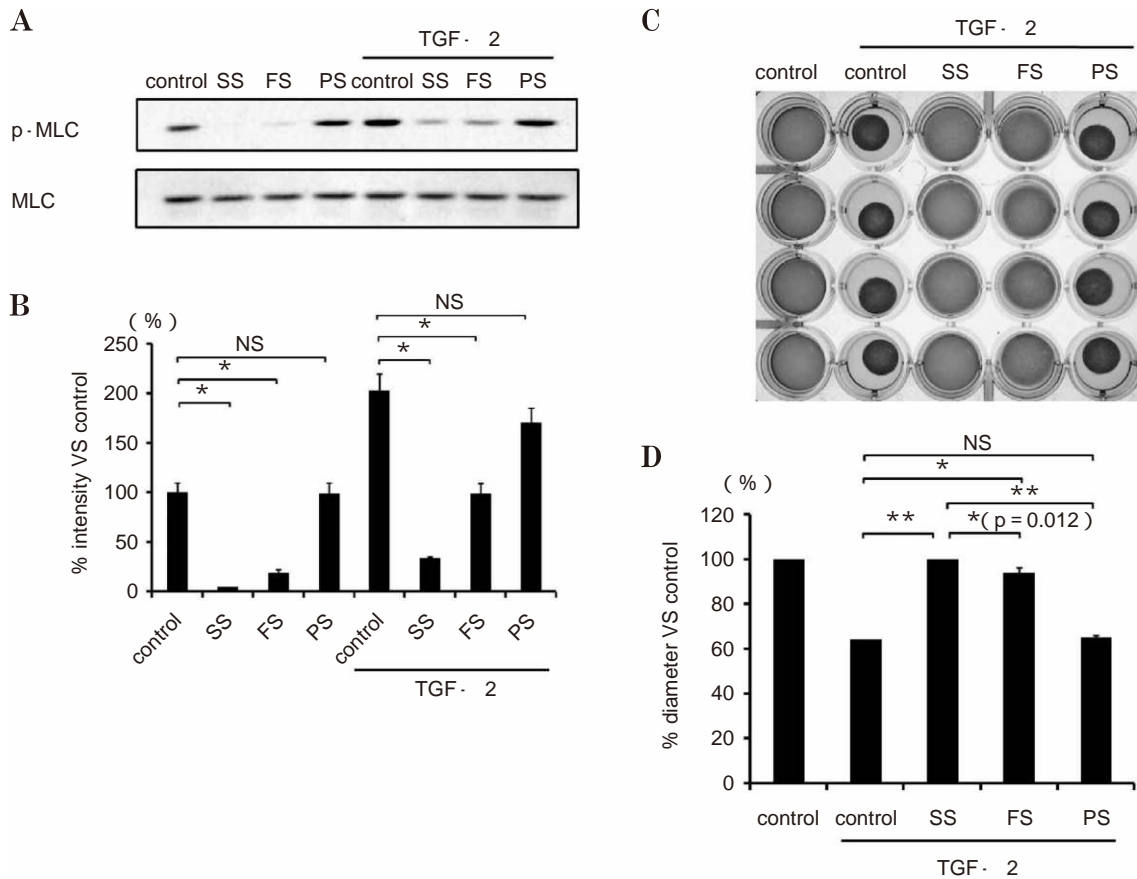 A
TGF - 2
control SS FS PS control SS FS PS
p - MLC
MLC
B
( % )
% intensity VS control
250
200
150
100
50
0
NS
*
*
NS
*
*
control SS FS PS control SS FS PS
TGF - 2
C
TGF - 2
control control SS FS PS
D
( % )
% diameter VS control
120
100
80
60
40
20
0
NS
*
**
** *( p = 0.012 )
control control SS FS PS
TGF - 2